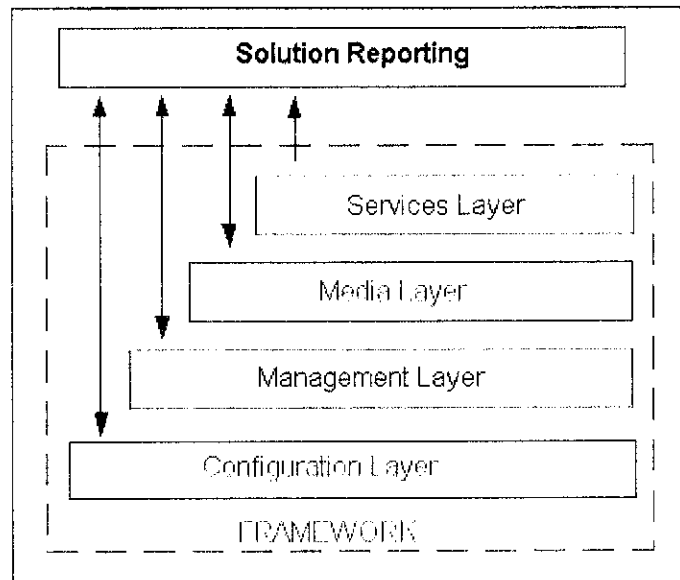 Solution Reporting
Services Layer
Media Layer
Management Layer
Configuration Layer
FRAMEWORK